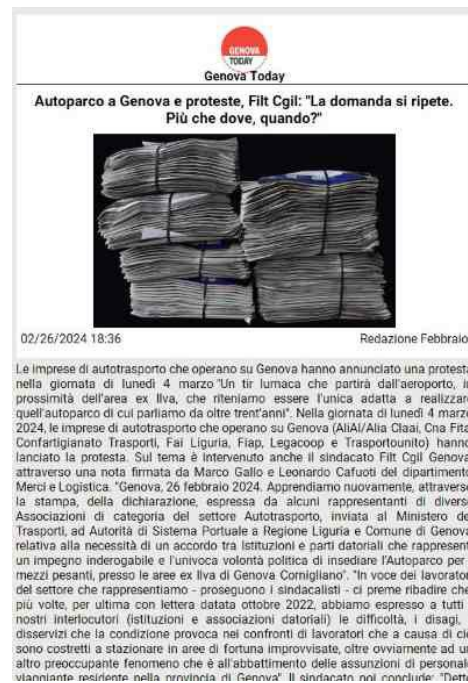 GENOVA
TODAY
Genova Today
Autoparco a Genova e proteste, Filt Cgil: "La domanda si ripete.
Più che dove, quando?"
02/26/2024 18:36 Redazione Febbraio
Le imprese di autotrasporto che operano su Genova hanno annunciato una protesta
nella giornata di lunedì 4 marzo "Un tir lumaca che partirà dall'aeroporto, in
prossimità dell'area ex Ilva, che riteniamo essere l'unica adatta a realizzare
quell'autoparco di cui parliamo da oltre trent'anni". Nella giornata di lunedì 4 marzo
2024, le imprese di autotrasporto che operano su Genova (AliAl/Alia Claai, Cna Fita,
Confartigianato Trasporti, Fai Liguria, Fiap, Legacoop e Trasportounito) hanno
lanciato la protesta. Sul tema è intervenuto anche il sindacato Filt Cgil Genova
attraverso una nota firmata da Marco Gallo e Leonardo Cafuoti del dipartimento
Merci e Logistica. "Genova, 26 febbraio 2024. Apprendiamo nuovamente, attraverso
la stampa, della dichiarazione, espressa da alcuni rappresentanti di diverse
Associazioni di categoria del settore Autotrasporto, inviata al Ministero dei
Trasporti, ad Autorità di Sistema Portuale a Regione Liguria e Comune di Genova
relativa alla necessità di un accordo tra Istituzioni e parti datoriali che rappresenti
un impegno inderogabile e l'univoca volontà politica di insediare l'Autoparco per i
mezzi pesanti, presso le aree ex Ilva di Genova Cornigliano". "In voce dei lavoratori
del settore che rappresentiamo - proseguono i sindacalisti - ci preme ribadire che
più volte, per ultima con lettera datata ottobre 2022, abbiamo espresso a tutti i
nostri interlocutori (istituzioni e associazioni datoriali) le difficoltà, i disagi, i
disservizi che la condizione provoca nei confronti di lavoratori che a causa di ciò
sono costretti a stazionare in aree di fortuna improvvisate, oltre ovviamente ad un
altro preoccupante fenomeno che è all'abbattimento delle assunzioni di personale
viaggiante residente nella provincia di Genova". Il sindacato poi conclude: "Dette